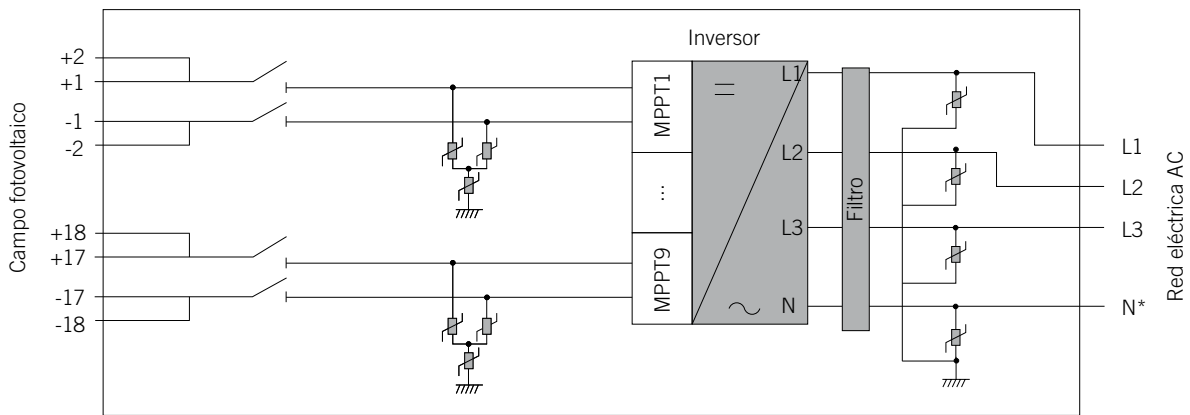 Campo fotovoltaico
+2
+1
-1
-2
+18
+17
-17
-18
Inversor
MPPT1
...
MPPT9
L1
L2
L3
N
Filtro
L1
L2
L3
N*
Red eléctrica AC